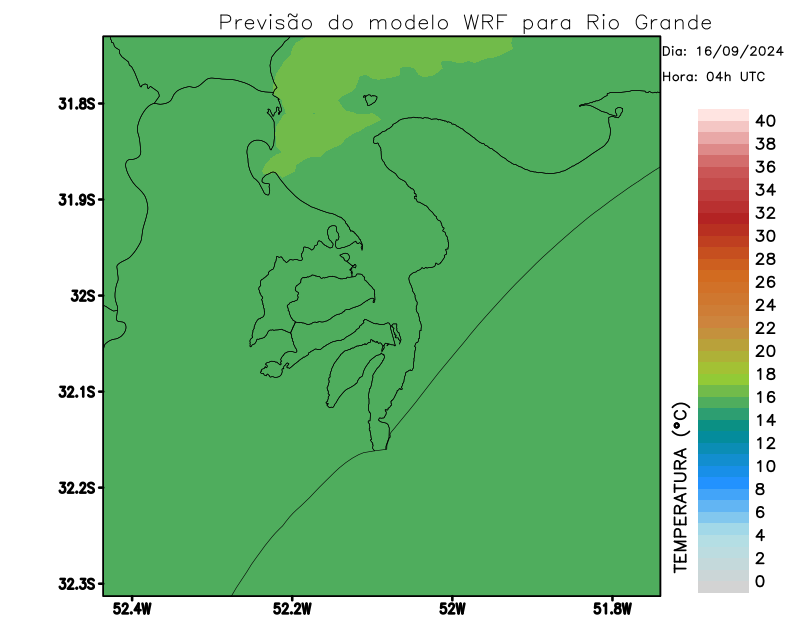 Previsão do modelo WRF para Rio Grande
Dia: 16/09/2024
Hora: 04h UTC
31.8S
31.9S
32S
32.1S
32.2S
32.3S
52.4W
52.2W
52W
51.8W
TEMPERATURA (°C)
40
38
36
34
32
30
28
26
24
22
20
18
16
14
12
10
8
6
4
2
0